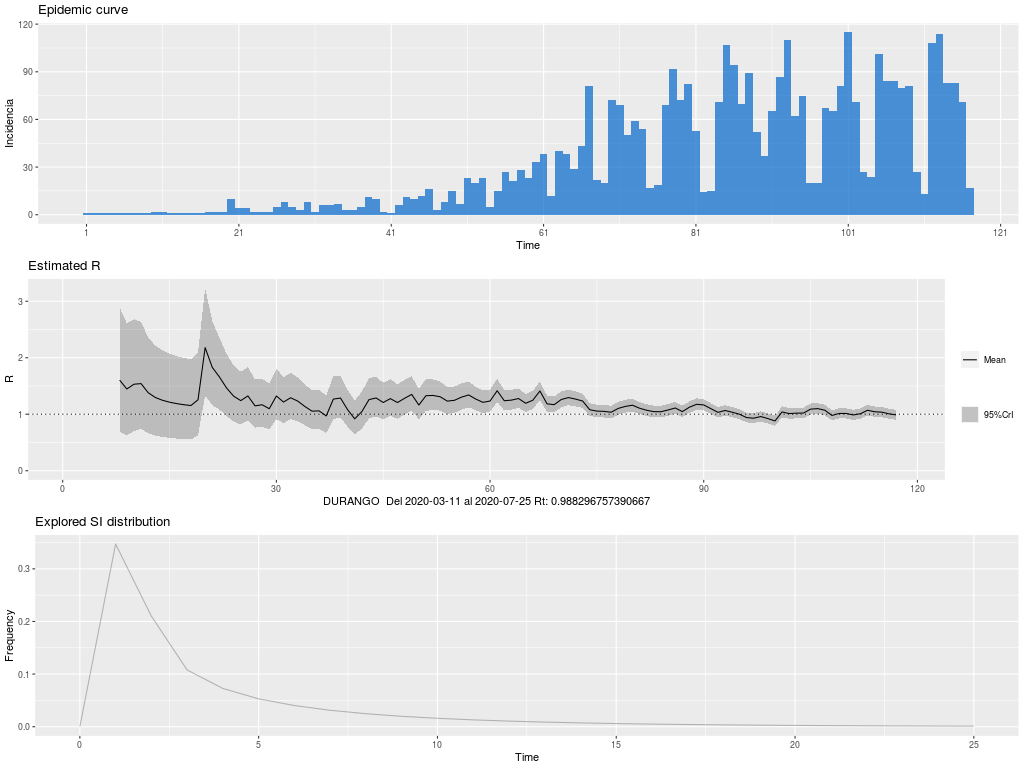 Epidemic curve
Incidencia
120
90
60
30
0
1 21 41 61 81 101 121
Time
Estimated R
R
3
2
1
0
Mean
95%CrI
0 30 60 90 120
DURANGO Del 2020-03-11 al 2020-07-25 Rt: 0.988296757390667
Explored SI distribution
Frequency
0.3
0.2
0.1
0.0
0 5 10 15 20 25
Time